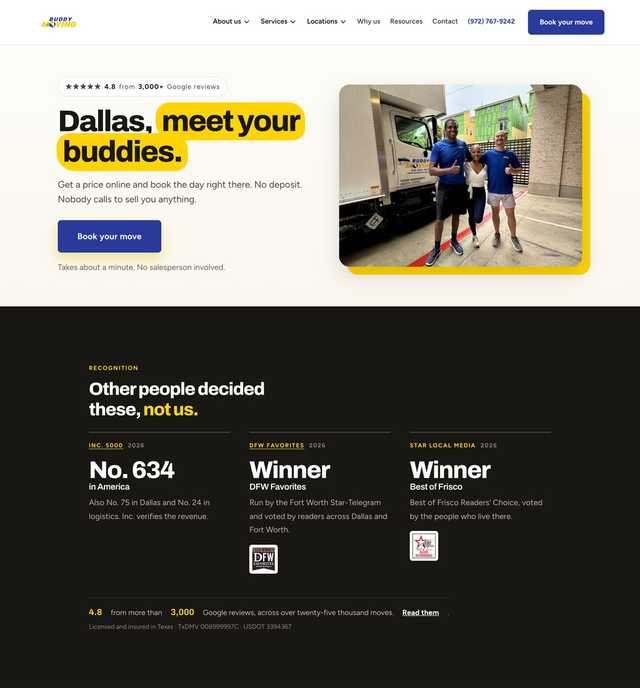 BUDDY
MOVING
About us
Services
Locations
Why us
Resources
Contact
(972) 767-9242
Book your move
★★★★★ 4.8 from 3,000+ Google reviews
Dallas, meet your
buddies.
Get a price online and book the day right there. No deposit.
Nobody calls to sell you anything.
Book your move
Takes about a minute. No salesperson involved.
BUDDY
RECOGNITION
Other people decided
these, not us.
INC. 5000 2026
No. 634
in America
Also No. 75 in Dallas and No. 24 in
logistics. Inc. verifies the revenue.
DFW FAVORITES 2026
Winner
DFW Favorites
Run by the Fort Worth Star-Telegram
and voted by readers across Dallas and
Fort Worth.
DFW
FAVORITES
STAR LOCAL MEDIA 2026
Winner
Best of Frisco
Best of Frisco Readers' Choice, voted
by the people who live there.
4.8 from more than 3,000 Google reviews, across over twenty-five thousand moves. Read them .
Licensed and insured in Texas · TxDMV 008999997C · USDOT 3394367